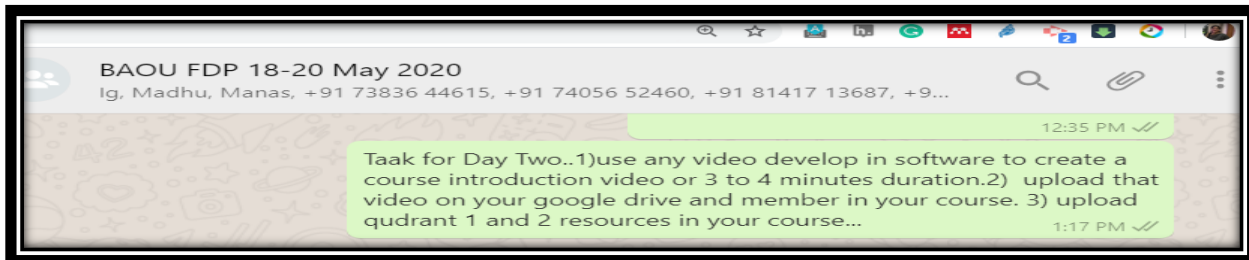 2
BAOU FDP 18-20 May 2020
Ig, Madhu, Manas, +91 73836 44615, +91 74056 52460, +91 81417 13687, +9...
12:35 PM
Taak for Day Two..1)use any video develop in software to create a
course introduction video or 3 to 4 minutes duration.2) upload that
video on your google drive and member in your course. 3) upload
qudrant 1 and 2 resources in your course...
1:17 PM